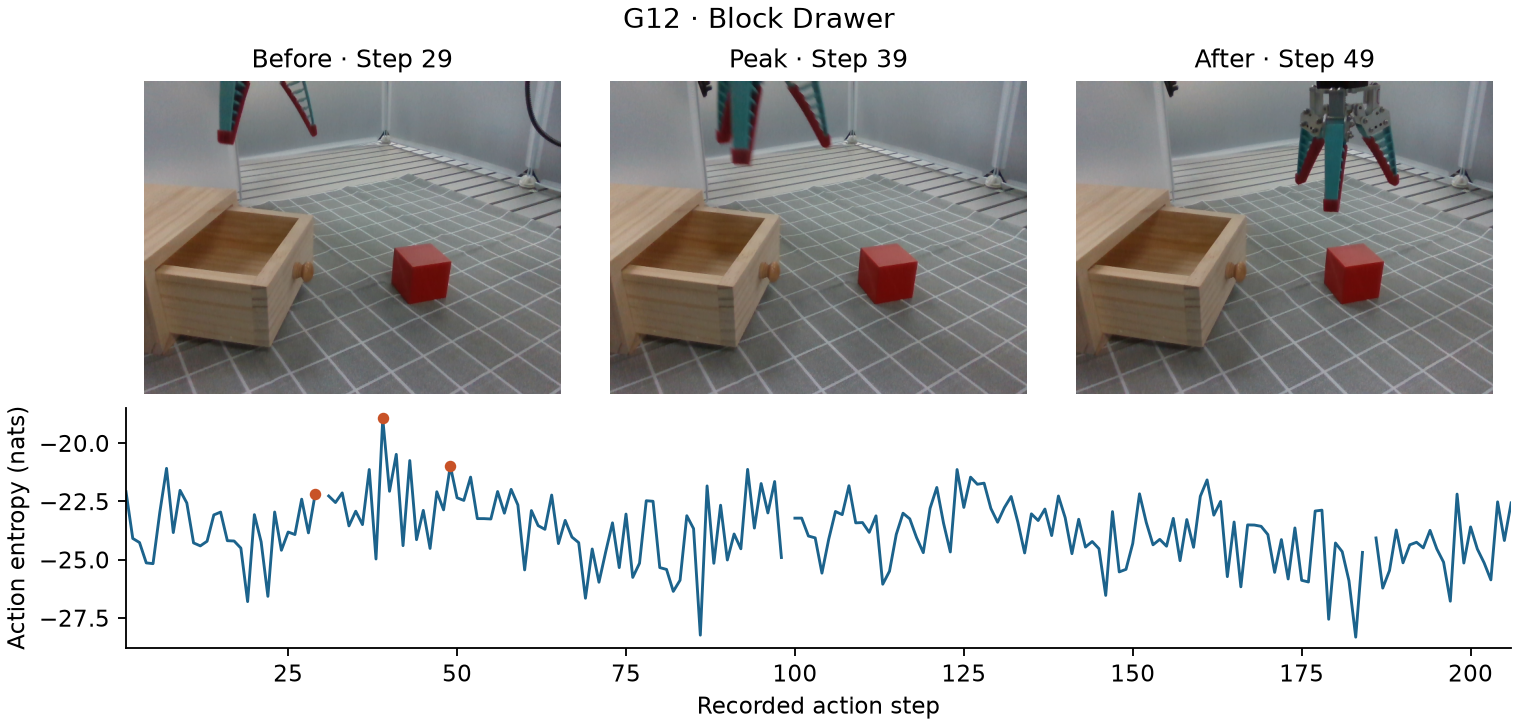 G12 · Block Drawer
Before · Step 29
Peak · Step 39
After · Step 49
Action entropy (nats)
−20.0
−22.5
−25.0
−27.5
25
50
75
100
125
150
175
200
Recorded action step